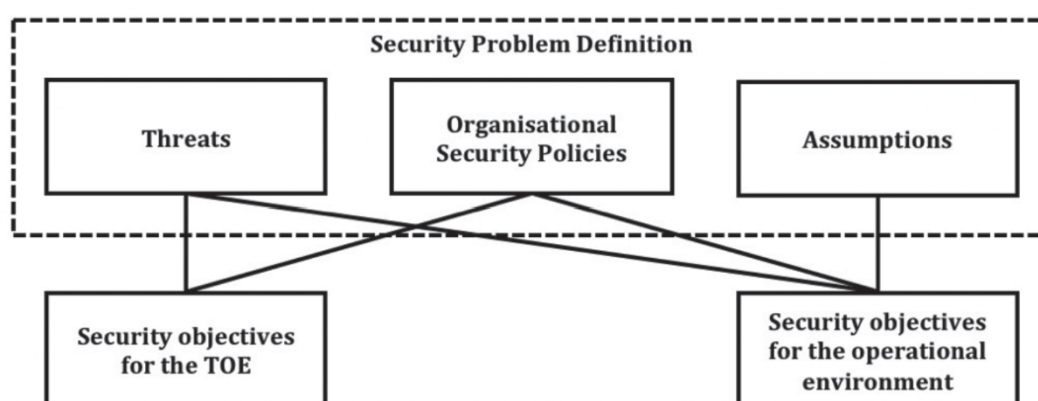 Security Problem Definition
Threats
Organisational
Security Policies
Assumptions
Security objectives
for the TOE
Security objectives
for the operational
environment